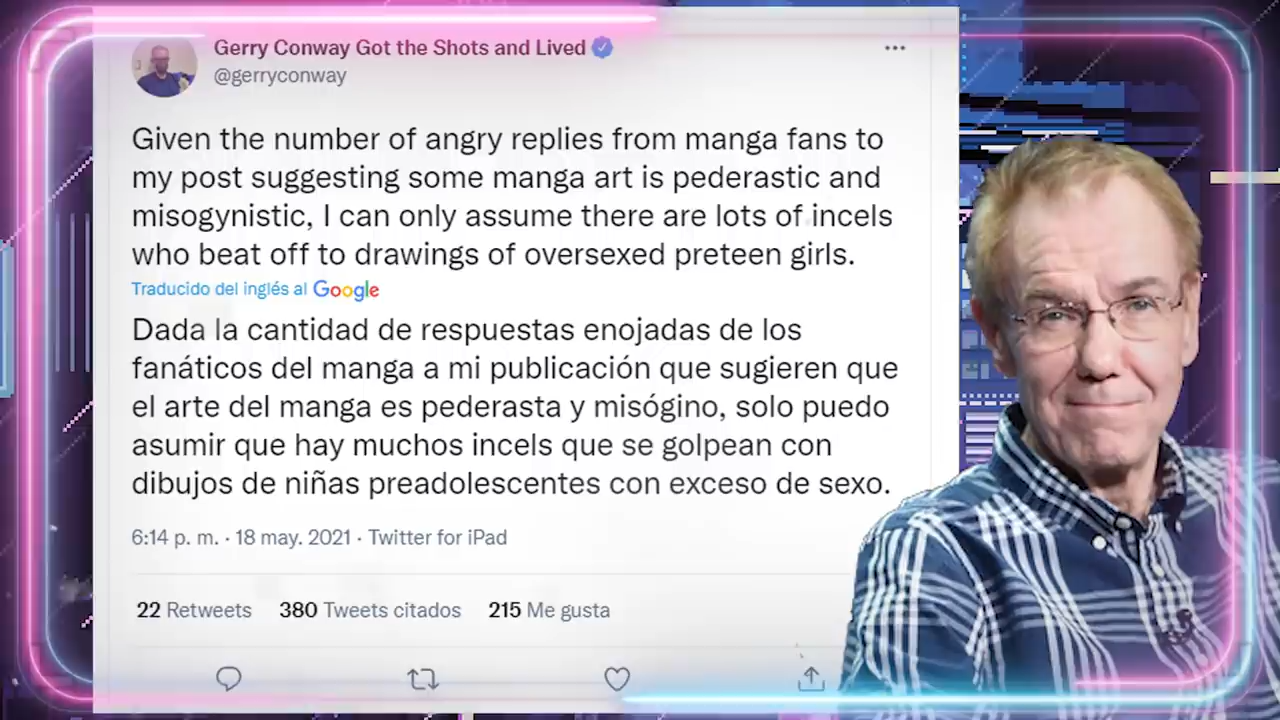 Gerry Conway Got the Shots and Lived
@gerryconway
Given the number of angry replies from manga fans to
my post suggesting some manga art is pederastic and
misogynistic, I can only assume there are lots of incels
who beat off to drawings of oversexed preteen girls.
Traducido del inglés al Google
Dada la cantidad de respuestas enojadas de los
fanáticos del manga a mi publicación que sugieren que
el arte del manga es pederasta y misógino, solo puedo
asumir que hay muchos incels que se golpean con
dibujos de niñas preadolescentes con exceso de sexo.
6:14 p. m. · 18 may. 2021 · Twitter for iPad
22 Retweets 380 Tweets citados 215 Me gusta